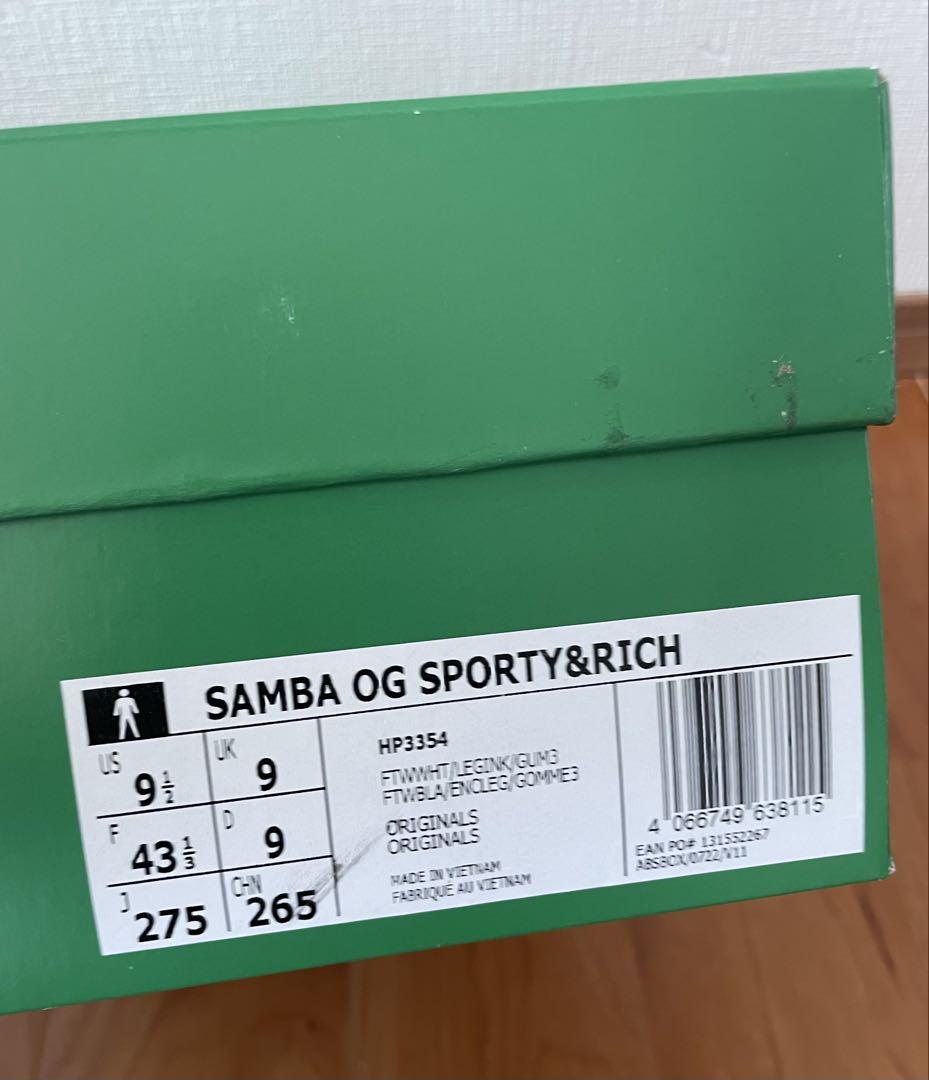 SAMBA OG SPORTY&RICH
US 9 1/2
UK 9
F 43 1/3
D 9
J 275
CHN 265
HP3354
FTWWHT/LEGINK/GUM3
FTWBLA/ENCLEG/GOMME3
ORIGINALS
ORIGINALS
MADE IN VIETNAM
FABRIQUÉ AU VIETNAM
4 066749 638115
EAN PO# 131552267
ABSBOX/0722/V11